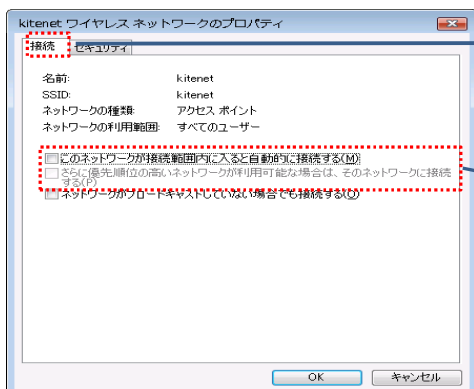 kitenet ワイヤレス ネットワークのプロパティ
接続
セキュリティ
名前: kitenet
SSID: kitenet
ネットワークの種類: アクセス ポイント
ネットワークの利用範囲: すべてのユーザー
このネットワークが接続範囲内に入ると自動的に接続する(M)
さらに優先順位の高いネットワークが利用可能な場合は、そのネットワークに接続
する(P)
ネットワークがブロードキャストしていない場合でも接続する(O)
OK
キャンセル